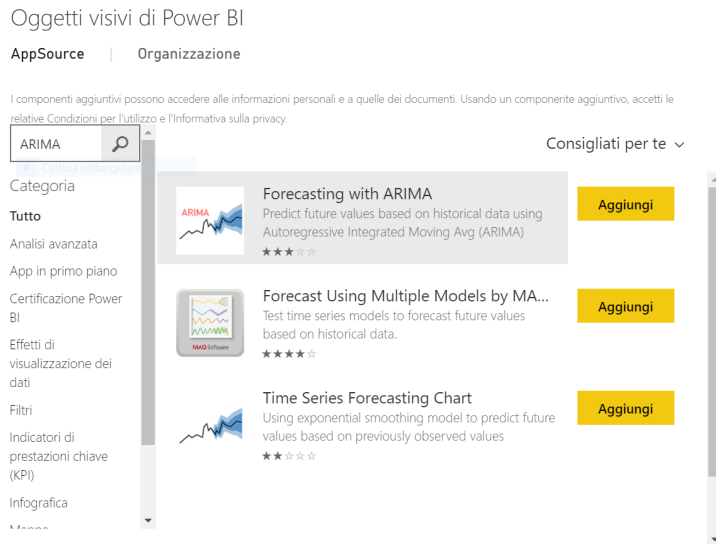 Oggetti visivi di Power BI
AppSource | Organizzazione
I componenti aggiuntivi possono accedere alle informazioni personali e a quelle dei documenti. Usando un componente aggiuntivo, accetti le
relative Condizioni per l'utilizzo e l'Informativa sulla privacy.
ARIMA
Consigliati per te
Cattura rettangolare
Categoria
Tutto
Analisi avanzata
App in primo piano
Certificazione Power
BI
Effetti di
visualizzazione dei
dati
Filtri
Indicatori di
prestazioni chiave
(KPI)
Infografica
ARIMA
Forecasting with ARIMA
Predict future values based on historical data using
Autoregressive Integrated Moving Avg (ARIMA)
Aggiungi
MAQ Software
Forecast Using Multiple Models by MA...
Test time series models to forecast future values
based on historical data.
Aggiungi
Time Series Forecasting Chart
Using exponential smoothing model to predict future
values based on previously observed values
Aggiungi